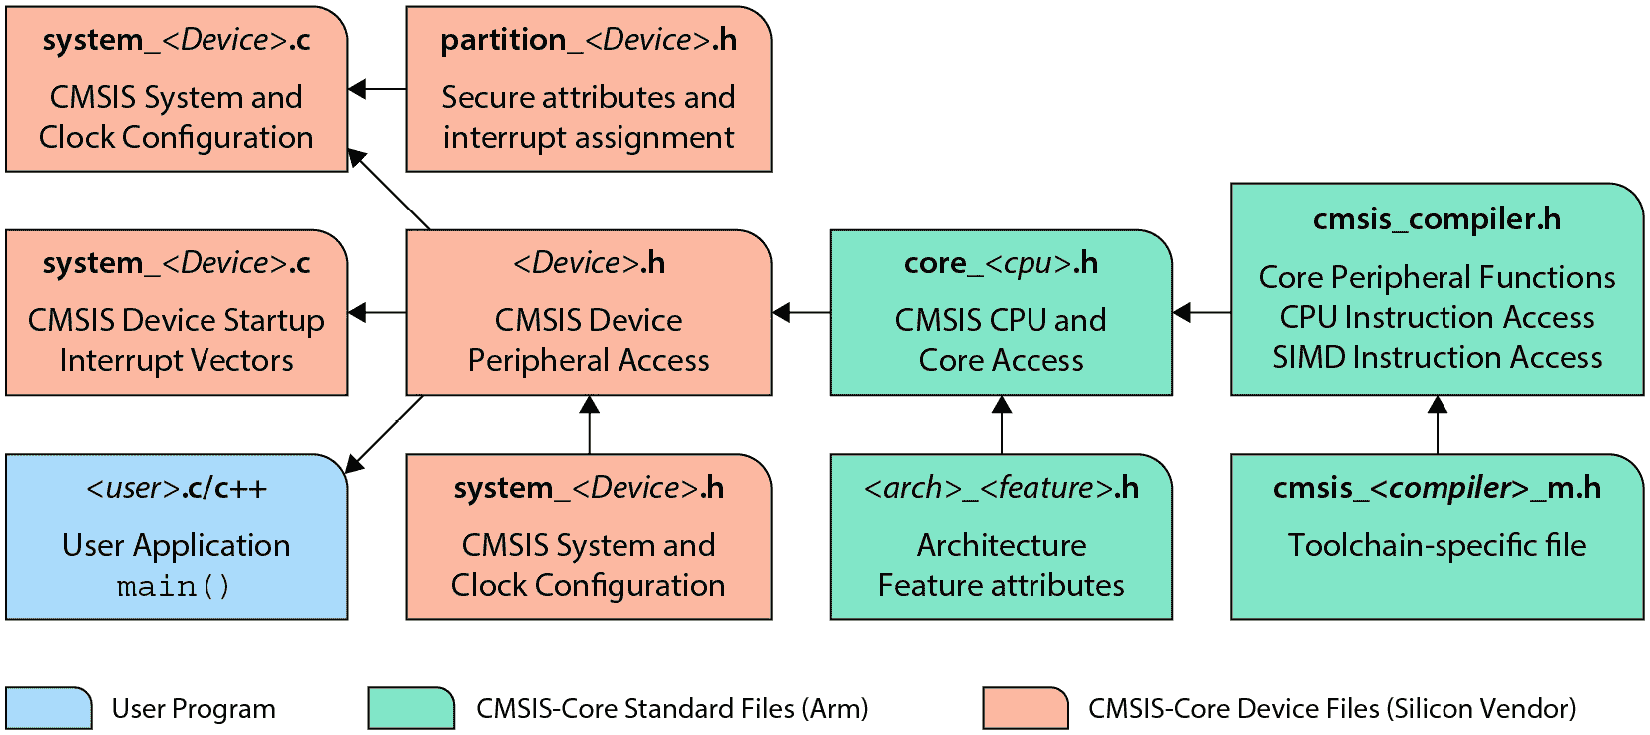 system_<Device>.c
CMSIS System and
Clock Configuration
partition_<Device>.h
Secure attributes and
interrupt assignment
system_<Device>.c
CMSIS Device Startup
Interrupt Vectors
<Device>.h
CMSIS Device
Peripheral Access
core_<cpu>.h
CMSIS CPU and
Core Access
cmsis_compiler.h
Core Peripheral Functions
CPU Instruction Access
SIMD Instruction Access
<user>.c/c++
User Application
main()
system_<Device>.h
CMSIS System and
Clock Configuration
<arch>_<feature>.h
Architecture
Feature attributes
cmsis_<compiler>_m.h
Toolchain-specific file
User Program
CMSIS-Core Standard Files (Arm)
CMSIS-Core Device Files (Silicon Vendor)